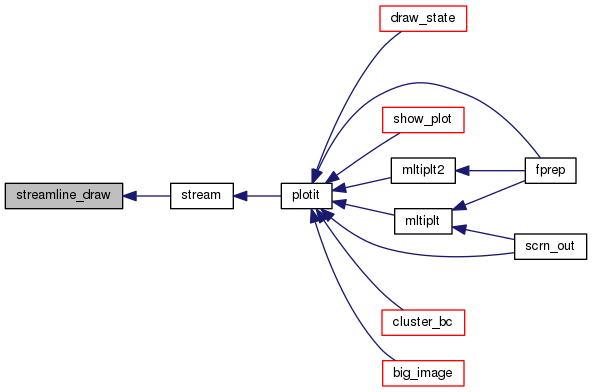 draw_state
show_plot
mltiplt2
fprep
streamline_draw
stream
plotit
mltiplt
scrn_out
cluster_bc
big_image